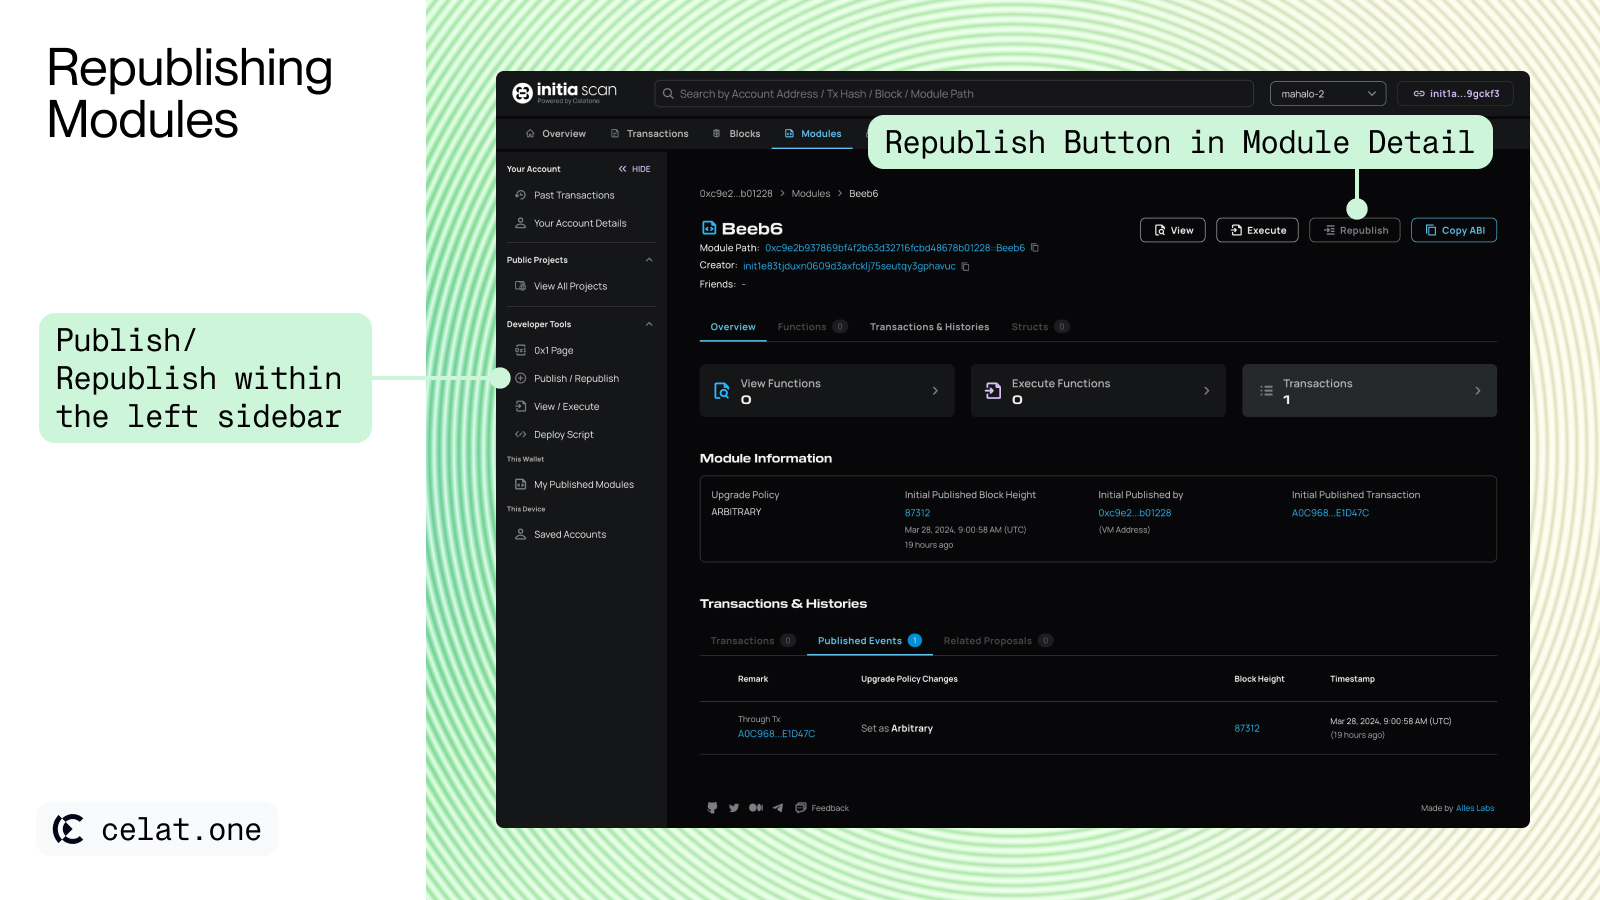 Republishing
Modules
Publish/
Republish within
the left sidebar
celat.one
Republish Button in Module Detail
initia scan
Powered by Celatone
Search by Account Address / Tx Hash / Block / Module Path
mahalo-2
init1a...9gckf3
Overview
Transactions
Blocks
Modules
Your Account
HIDE
Past Transactions
Your Account Details
Public Projects
View All Projects
Developer Tools
0x1 Page
Publish / Republish
View / Execute
Deploy Script
This Wallet
My Published Modules
This Device
Saved Accounts
0xc9e2...b01228 > Modules > Beeb6
Beeb6
View
Execute
Republish
Copy ABI
Module Path: 0xc9e2b937869bf4f2b63d32716fcbd48678b01228::Beeb6
Creator: init1e83tjduxn0609d3axfcklj75seutqy3gphavuc
Friends: -
Overview
Functions 0
Transactions & Histories
Structs 0
View Functions
0
Execute Functions
0
Transactions
1
Module Information
Upgrade Policy
ARBITRARY
Initial Published Block Height
87312
Mar 28, 2024, 9:00:58 AM (UTC)
19 hours ago
Initial Published by
0xc9e2...b01228
(VM Address)
Initial Published Transaction
A0C968...E1D47C
Transactions & Histories
Transactions 0
Published Events 1
Related Proposals 0
Remark
Upgrade Policy Changes
Block Height
Timestamp
Through Tx
A0C968...E1D47C
Set as Arbitrary
87312
Mar 28, 2024, 9:00:58 AM (UTC)
(19 hours ago)
Feedback
Made by Alles Labs